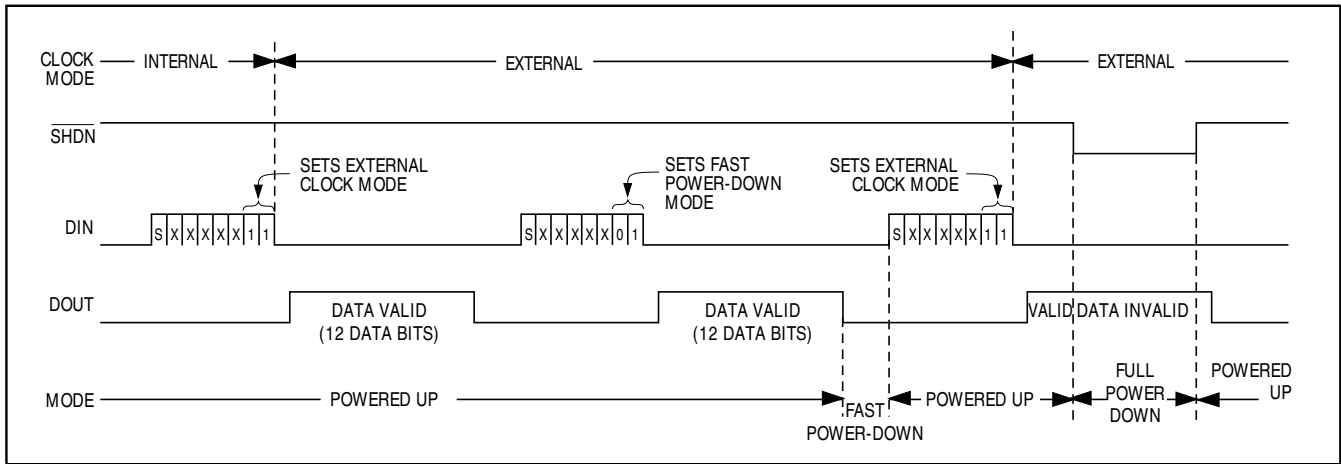 CLOCK
MODE
INTERNAL
EXTERNAL
EXTERNAL
SHDN
SETS EXTERNAL
CLOCK MODE
SETS FAST
POWER-DOWN
MODE
SETS EXTERNAL
CLOCK MODE
DIN
S X X X X X 1 1
S X X X X X 0 1
S X X X X X 1 1
DOUT
DATA VALID
(12 DATA BITS)
DATA VALID
(12 DATA BITS)
VALID
DATA INVALID
MODE
POWERED UP
FAST
POWER-DOWN
POWERED UP
FULL
POWER
DOWN
POWERED
UP